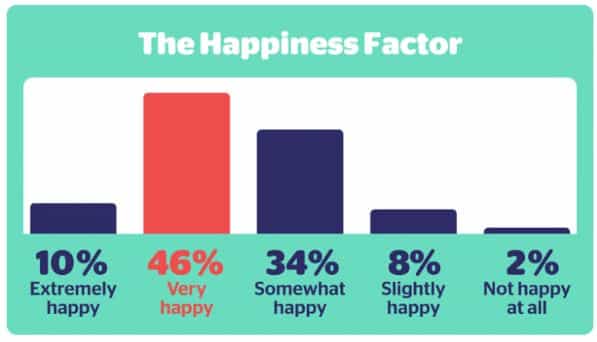 The Happiness Factor
10% 46% 34% 8% 2%
Extremely Very Somewhat Slightly Not happy
happy happy happy happy at all